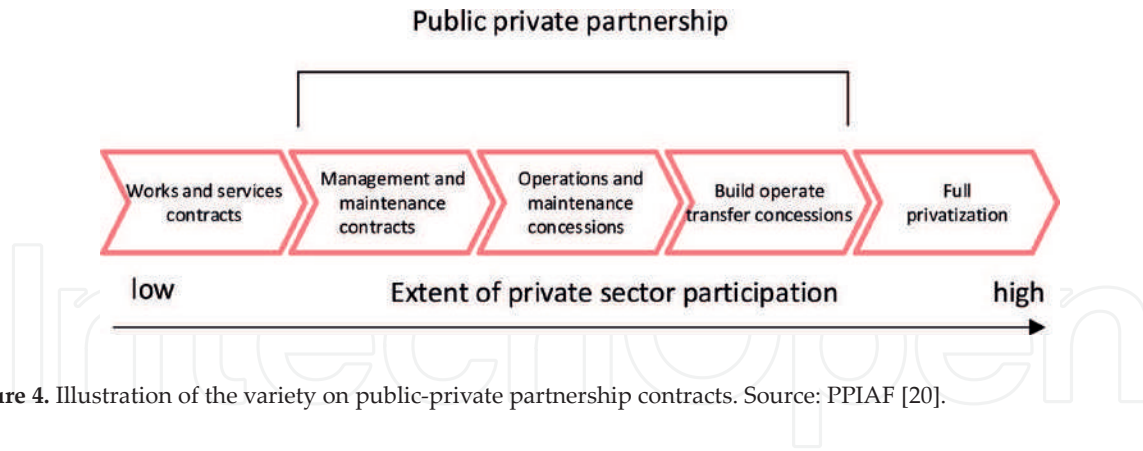 Public private partnership
Works and services
contracts
Management and
maintenance
contracts
Operations and
maintenance
concessions
Build operate
transfer concessions
Full
privatization
low
Extent of private sector participation
high
ure 4. Illustration of the variety on public-private partnership contracts. Source: PPIAF [20].
IntechOpen